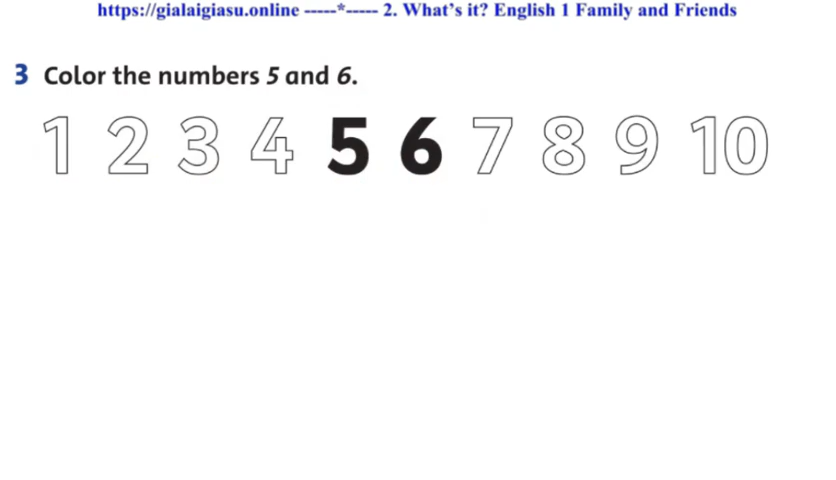 https://gialaigiasu.online -----*----- 2. What's it? English 1 Family and Friends
3 Color the numbers 5 and 6.
1 2 3 4 5 6 7 8 9 10